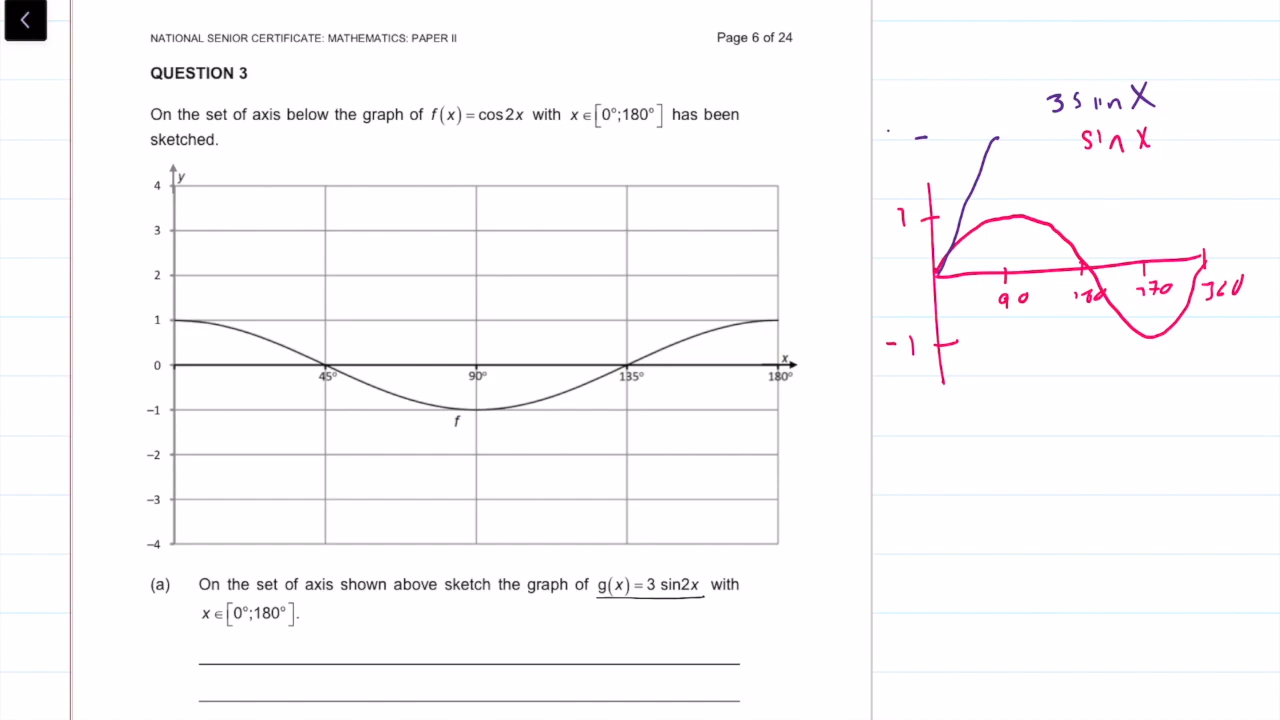 NATIONAL SENIOR CERTIFICATE: MATHEMATICS: PAPER II Page 6 of 24
QUESTION 3
On the set of axis below the graph of f(x) = cos2x with x ∈ [0°;180°] has been
sketched.
y
4
3
2
1
0
–1
–2
–3
–4
45°
90°
135°
180°
x
f
(a) On the set of axis shown above sketch the graph of g(x) = 3 sin2x with
x ∈ [0°;180°].
3 sin x
sin x
1
-1
90
180
270
360